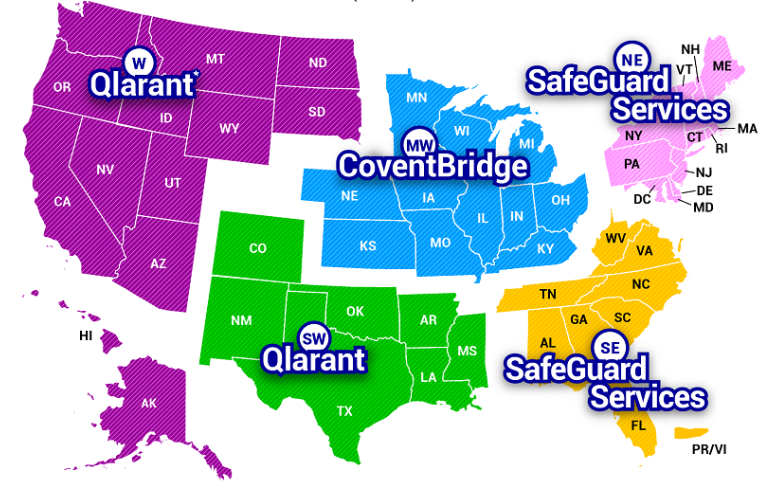 NH
NE
ME
W
MT
ND
VT
Qlarant*
SafeGuard
Services
OR
MN
SD
ID
WY
WI
MW
MI
NY
CT
MA
RI
CoventBridge
PA
NV
UT
NE
IA
IL
IN
OH
NJ
DE
DC
MD
CA
CO
KS
MO
KY
WV
VA
AZ
TN
NC
NM
OK
AR
GA
SC
HI
SW
MS
AL
SE
Qlarant
SafeGuard
Services
LA
AK
TX
FL
PR/VI